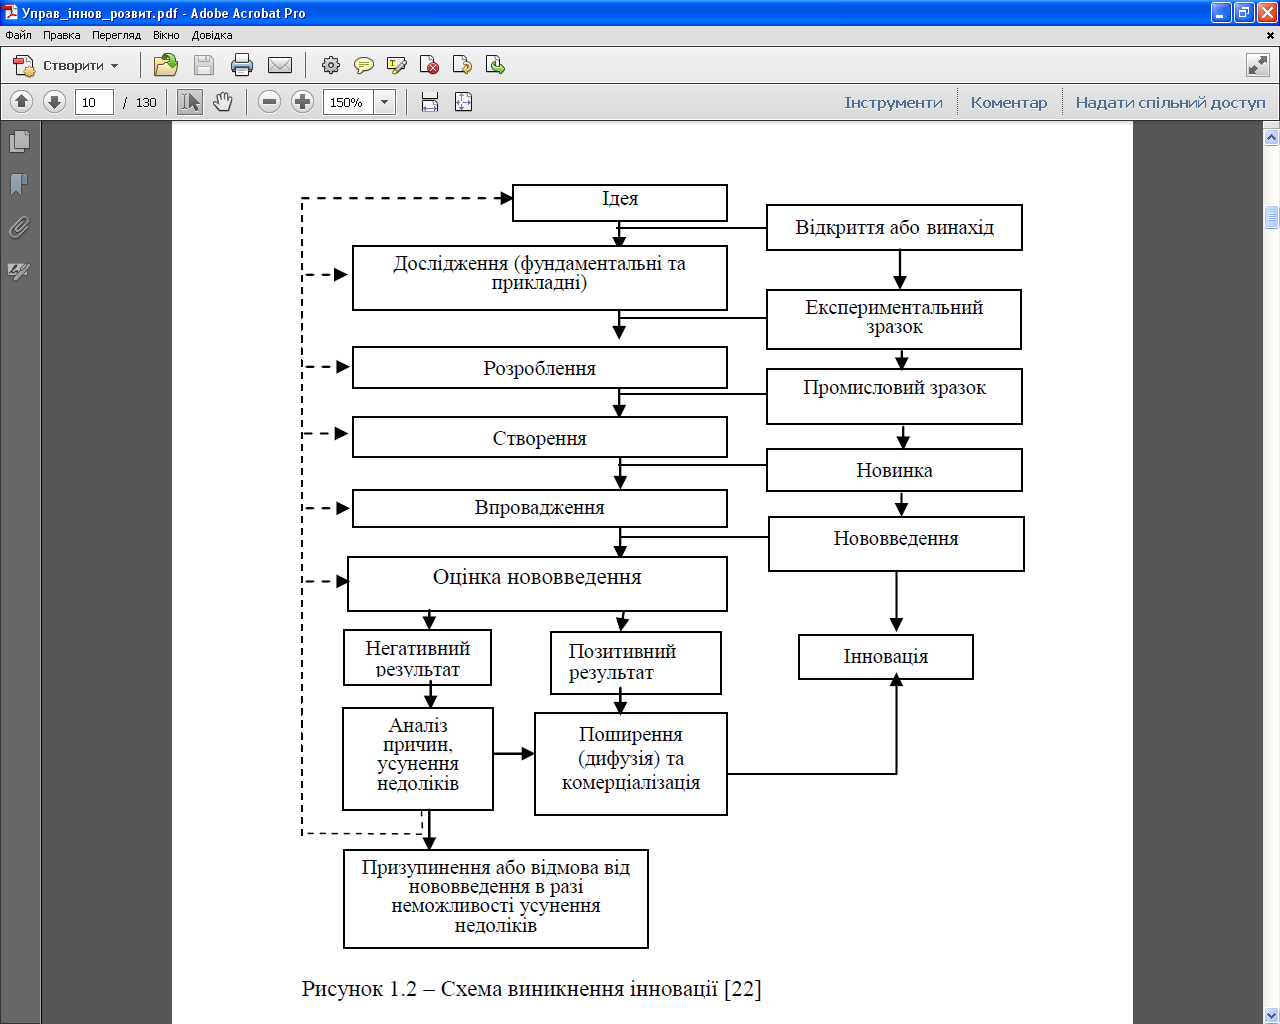 Управ_іннов_розвит.pdf - Adobe Acrobat Pro
Файл Правка Перегляд Вікно Довідка
Створити
10 / 130 150% Інструменти Коментар Надати спільний доступ
Ідея
Відкриття або винахід
Дослідження (фундаментальні та
прикладні)
Експериментальний
зразок
Розроблення
Промисловий зразок
Створення
Новинка
Впровадження
Нововведення
Оцінка нововведення
Негативний
результат
Позитивний
результат
Інновація
Аналіз
причин,
усунення
недоліків
Поширення
(дифузія) та
комерціалізація
Призупинення або відмова від
нововведення в разі
неможливості усунення
недоліків
Рисунок 1.2 – Схема виникнення інновації [22]